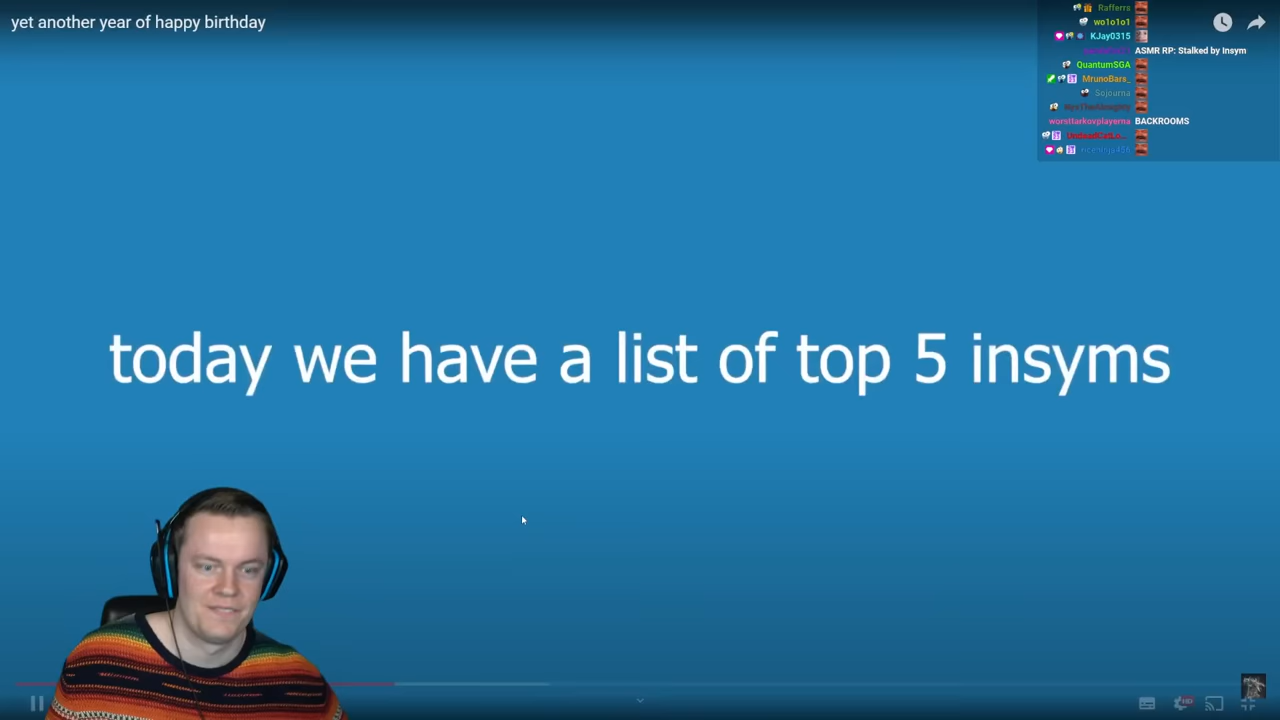 yet another year of happy birthday
Rafferrs
wo1o1o1
KJay0315
ASMR RP: Stalked by Insym
QuantumSGA
MrunoBars_
Sojourna
worsttarkovplayerna BACKROOMS
today we have a list of top 5 insyms
HD